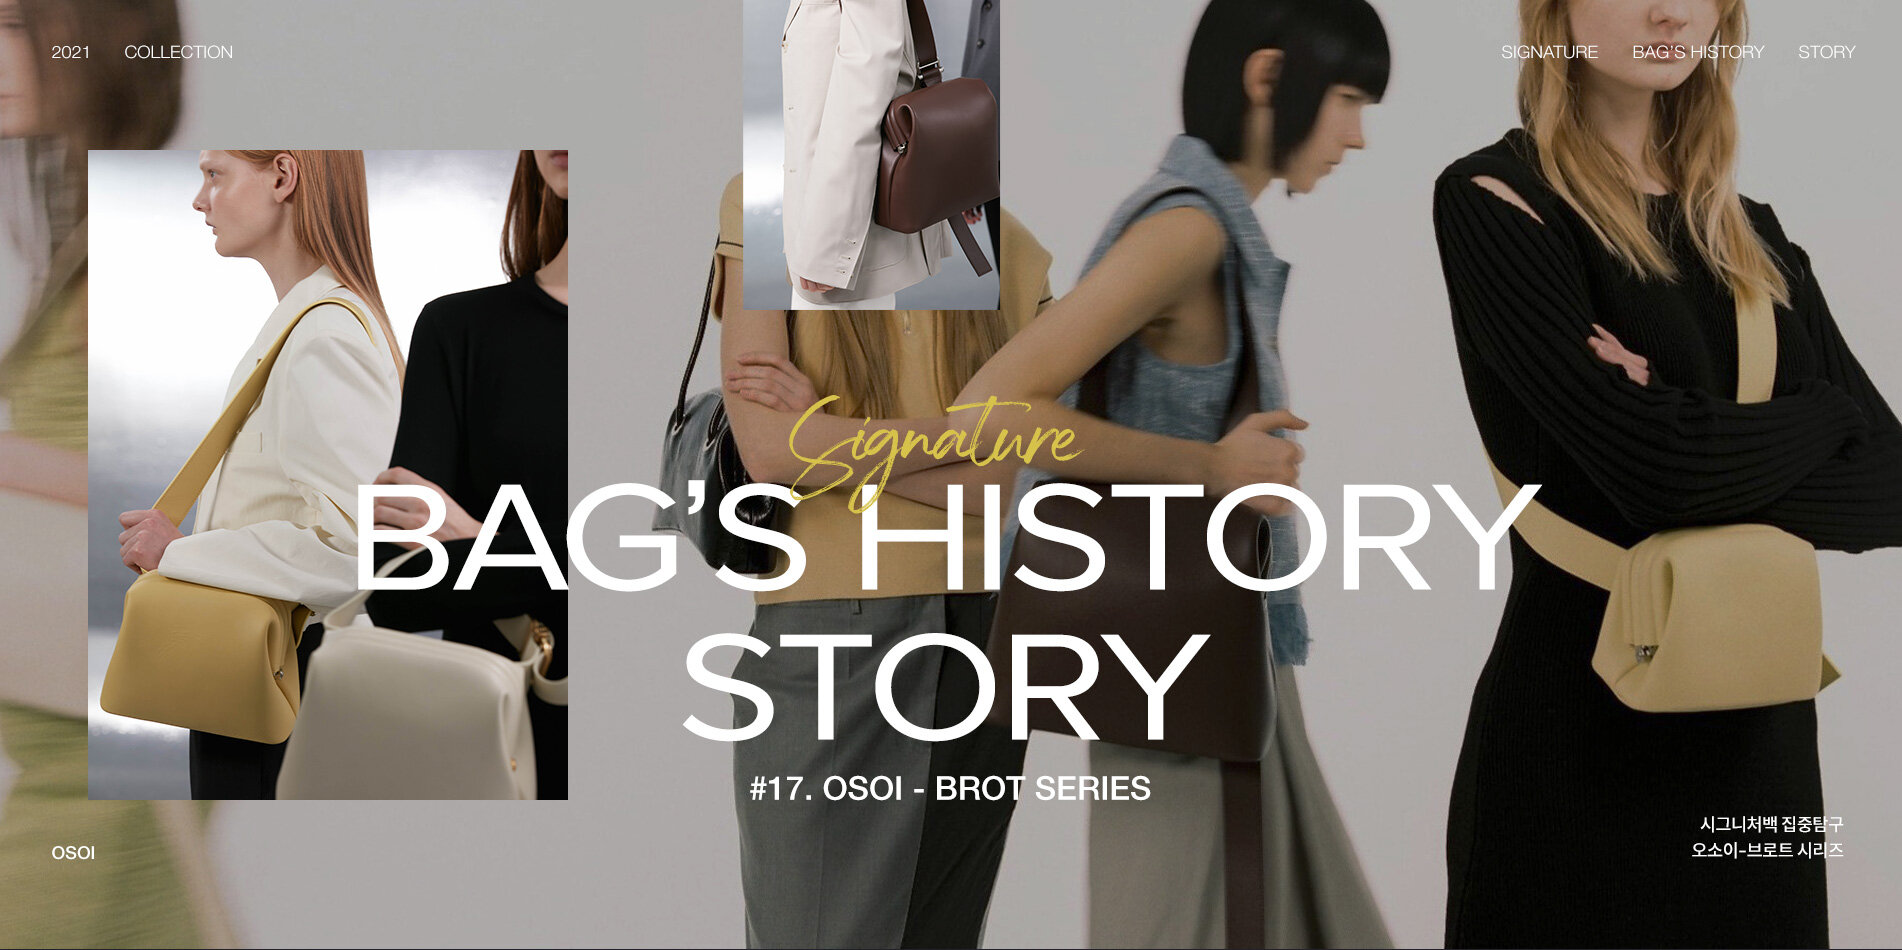 2021 COLLECTION
SIGNATURE BAG'S HISTORY STORY
Signature
BAG'S HISTORY
STORY
#17. OSOI - BROT SERIES
OSOI
시그니처백 집중탐구
오소이-브로트 시리즈